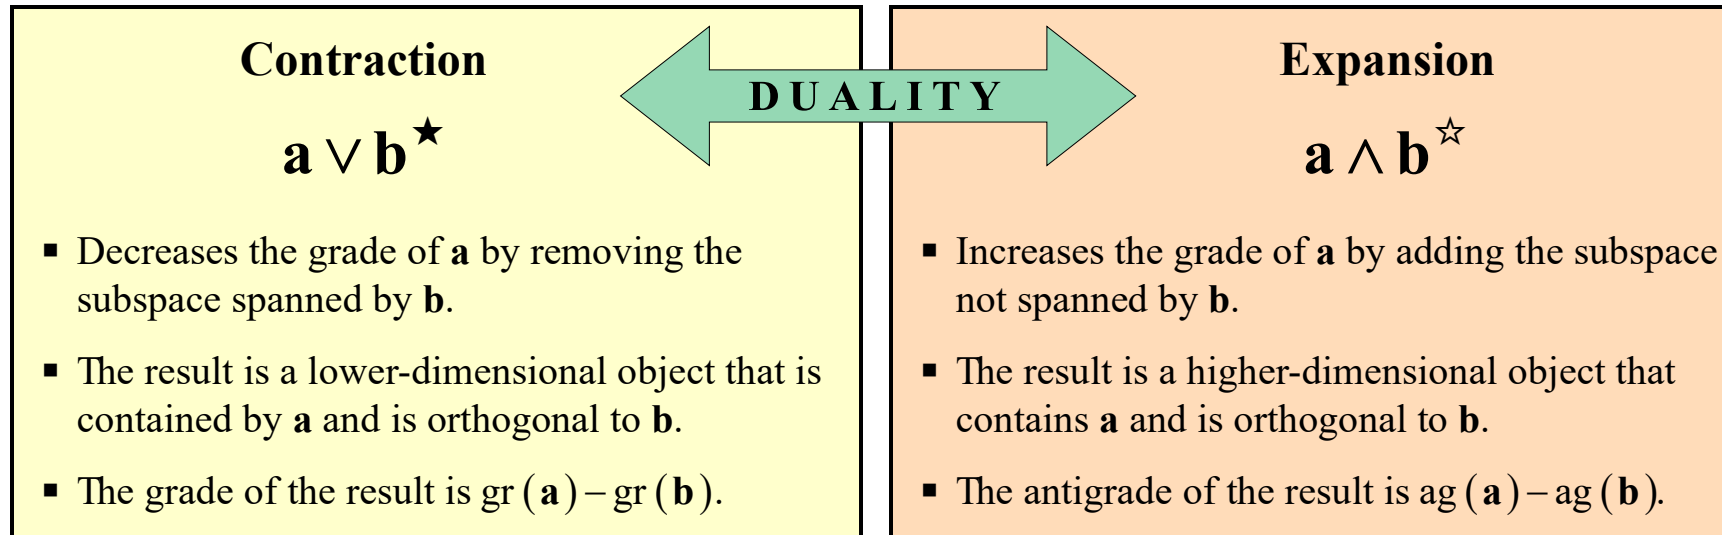 Contraction
a ∨ b★
▪ Decreases the grade of a by removing the
subspace spanned by b.
▪ The result is a lower-dimensional object that is
contained by a and is orthogonal to b.
▪ The grade of the result is gr(a) − gr(b).
DUALITY
Expansion
a ∧ b☆
▪ Increases the grade of a by adding the subspace
not spanned by b.
▪ The result is a higher-dimensional object that
contains a and is orthogonal to b.
▪ The antigrade of the result is ag(a) − ag(b).